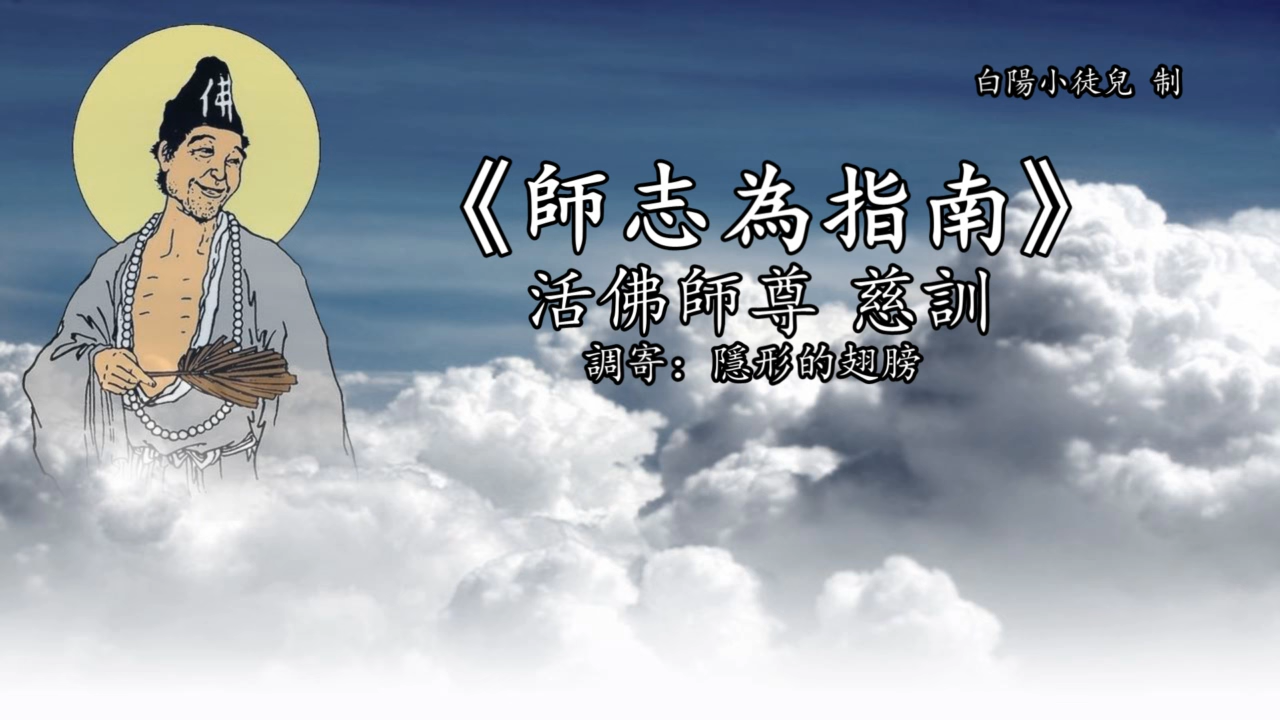 白陽小徒兒 制
佛
《師志為指南》
活佛師尊 慈訓
調寄：隱形的翅膀